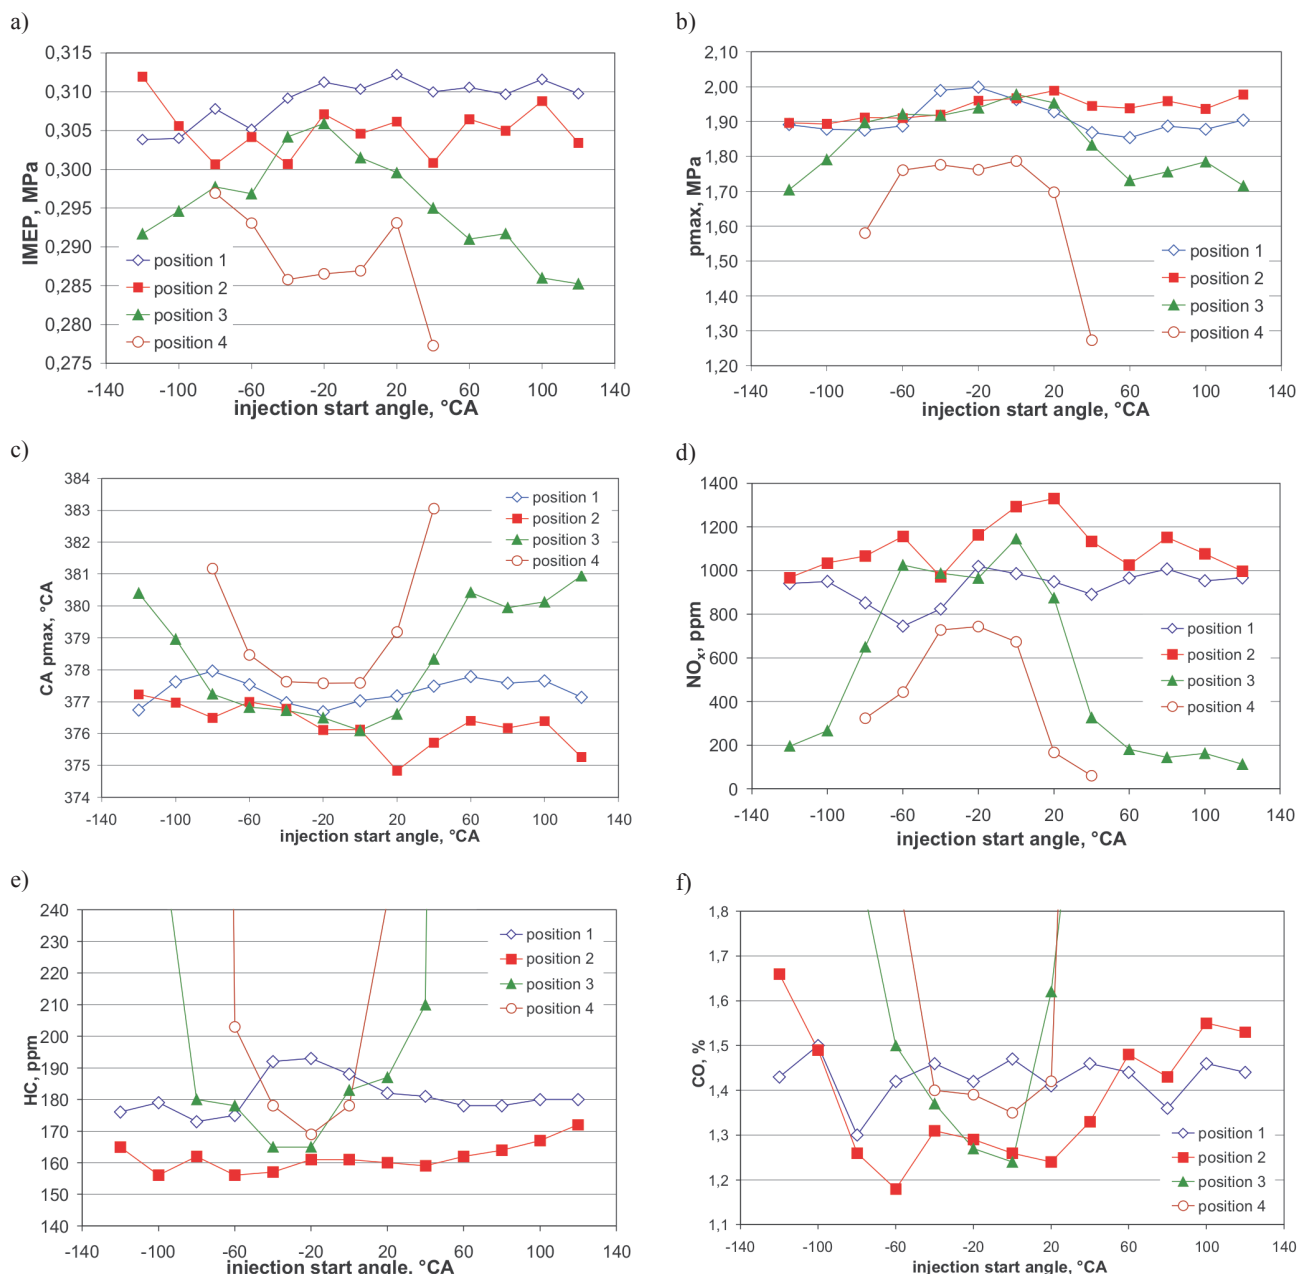 a)
0,315
0,310
0,305
0,300
0,295
0,290
0,285
0,280
0,275
IMEP, MPa
position 1
position 2
position 3
position 4
-140 -100 -60 -20 20 60 100 140
injection start angle, °CA
b)
2,10
2,00
1,90
1,80
1,70
1,60
1,50
1,40
1,30
1,20
pmax, MPa
position 1
position 2
position 3
position 4
-140 -100 -60 -20 20 60 100 140
injection start angle, °CA
c)
384
383
382
381
380
379
378
377
376
375
374
CA pmax, °CA
position 1
position 2
position 3
position 4
-140 -100 -60 -20 20 60 100 140
injection start angle, °CA
d)
1400
1200
1000
800
600
400
200
0
NOx, ppm
position 1
position 2
position 3
position 4
-140 -100 -60 -20 20 60 100 140
injection start angle, °CA
e)
240
230
220
210
200
190
180
170
160
150
140
HC, ppm
position 1
position 2
position 3
position 4
-140 -100 -60 -20 20 60 100 140
injection start angle, °CA
f)
1,8
1,7
1,6
1,5
1,4
1,3
1,2
1,1
CO, %
position 1
position 2
position 3
position 4
-140 -100 -60 -20 20 60 100 140
injection start angle, °CA